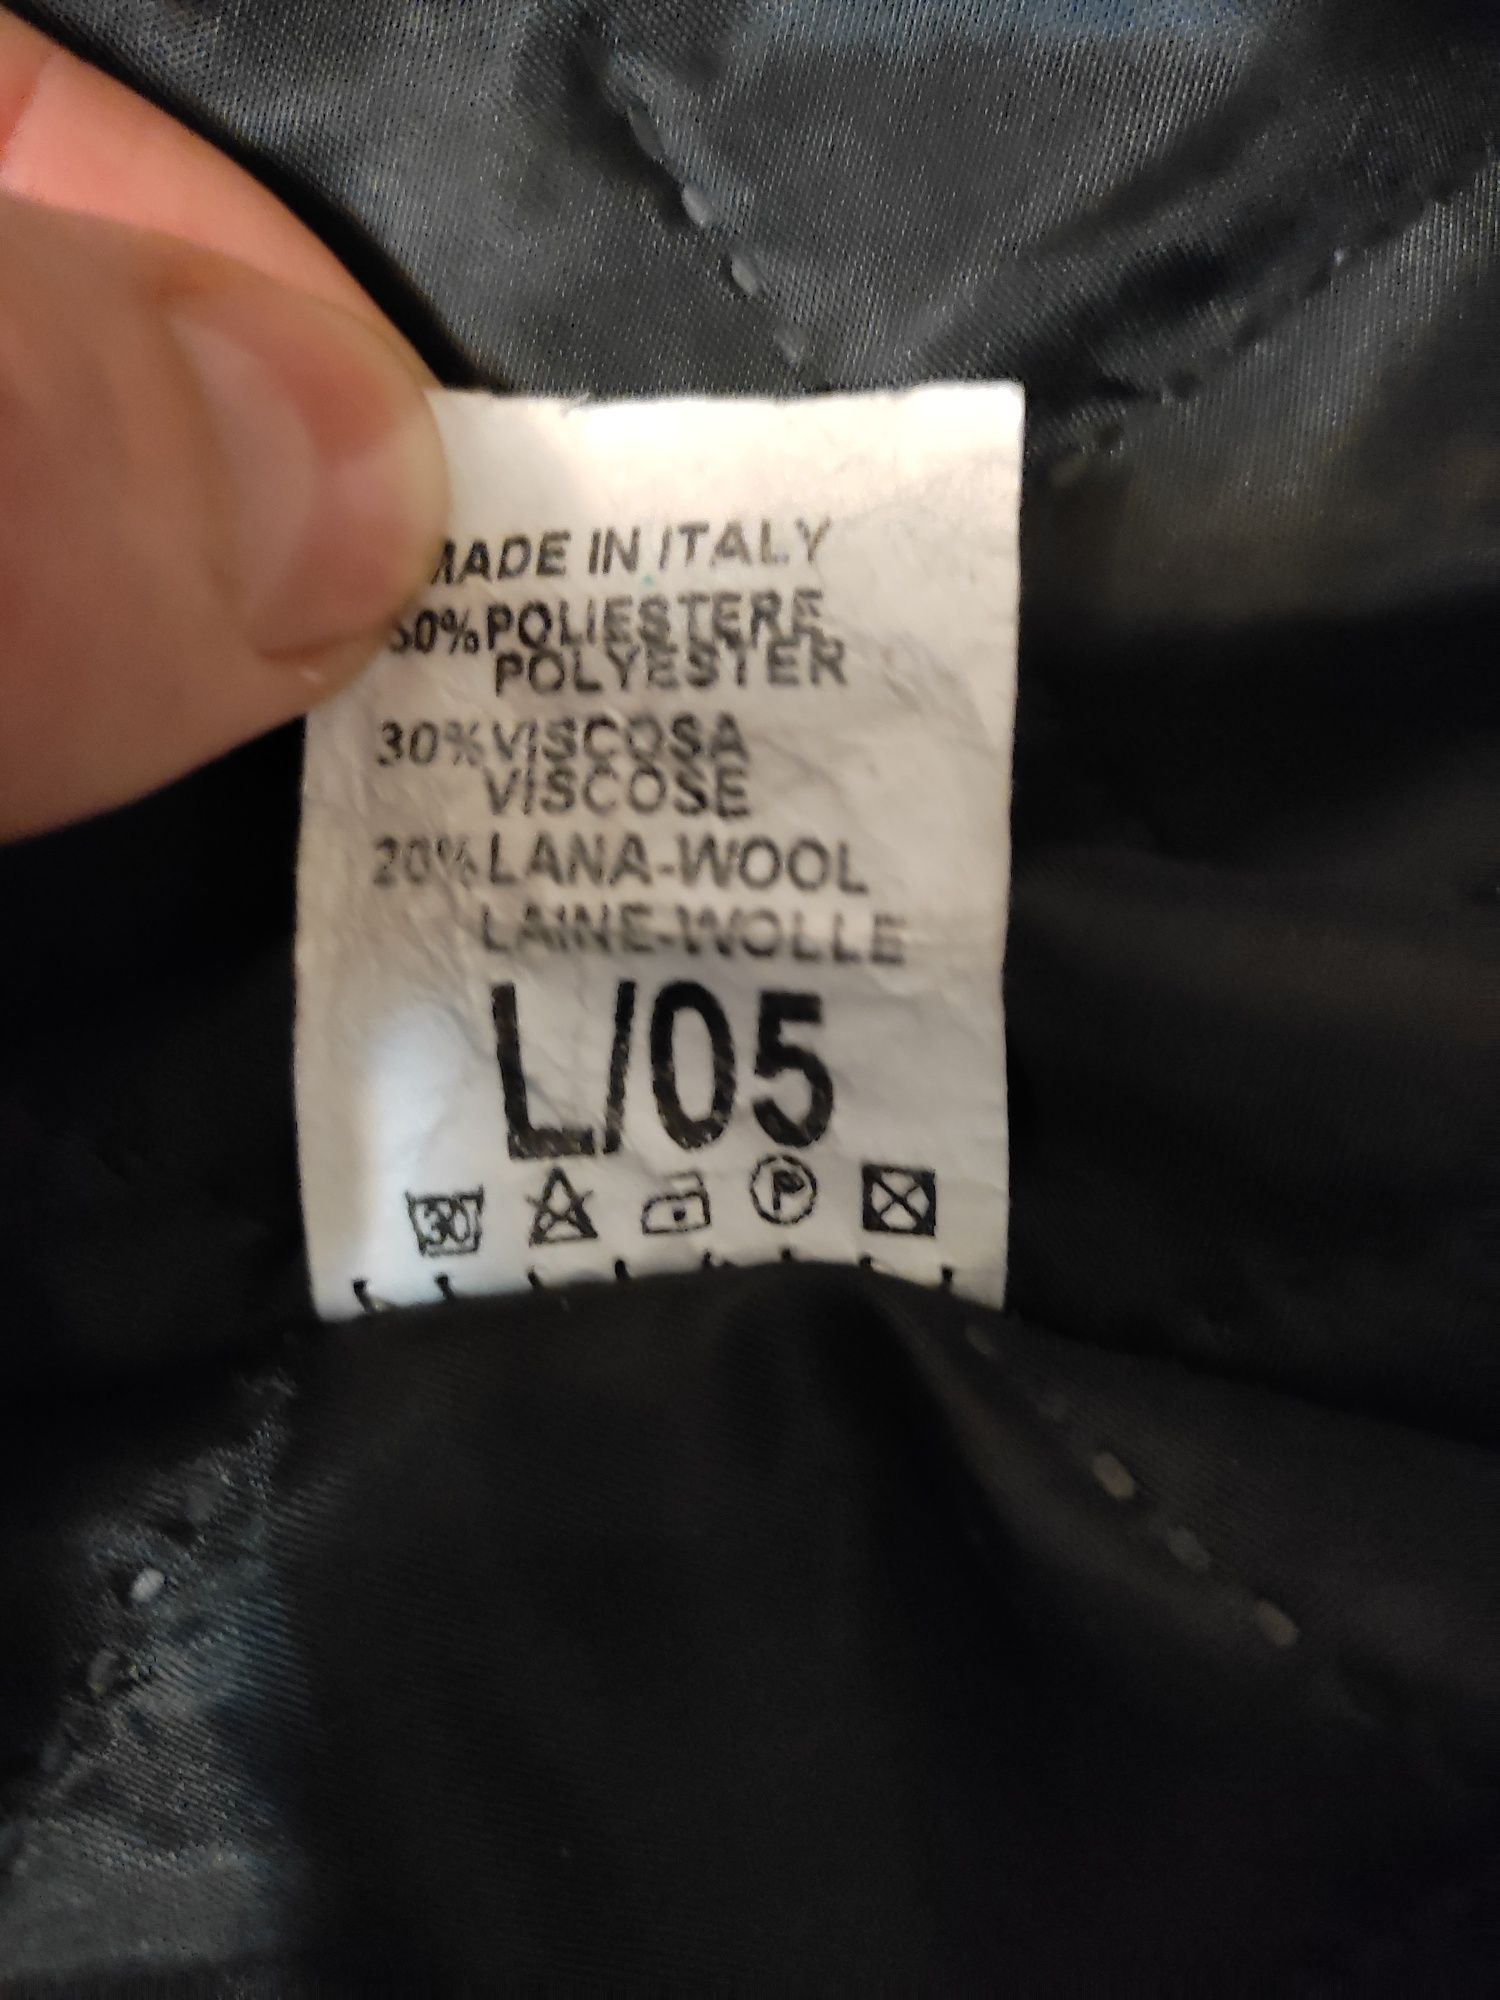 MADE IN ITALY
50% POLIESTERE
POLYESTER
30% VISCOSA
VISCOSE
20% LANA-WOOL
LAINE-WOLLE
L/05
30 P